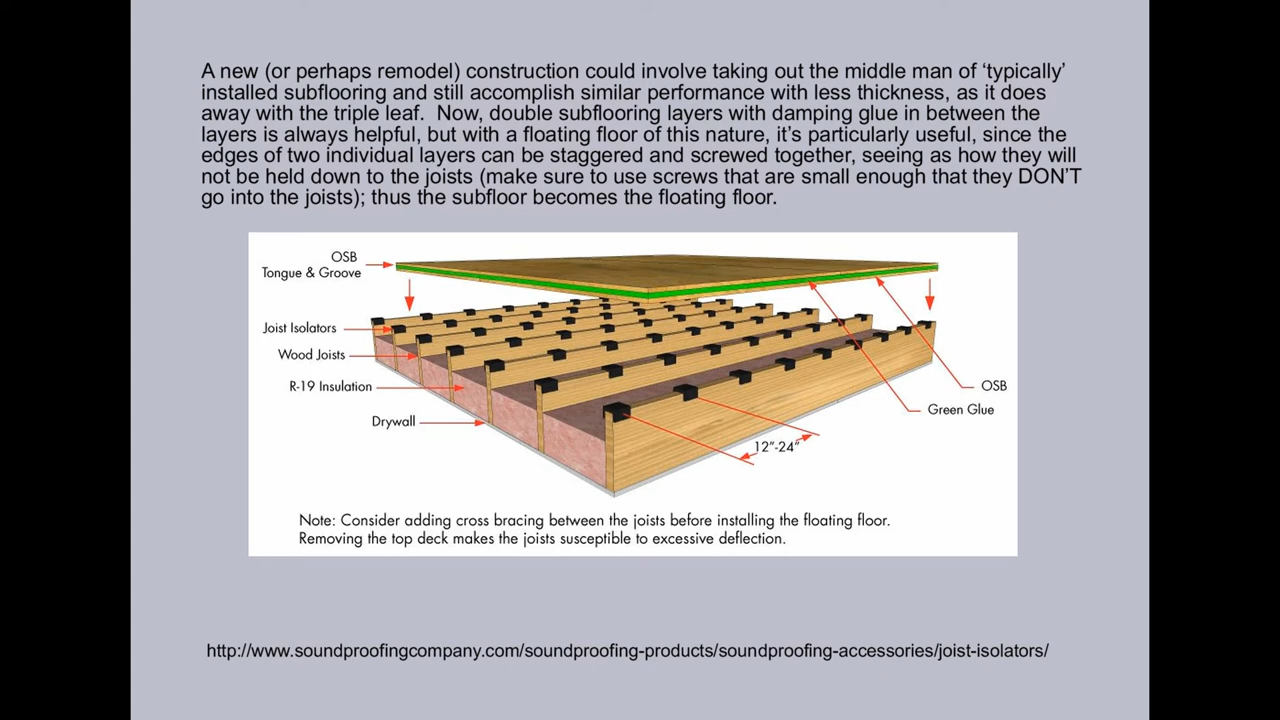 A new (or perhaps remodel) construction could involve taking out the middle man of ‘typically’
installed subflooring and still accomplish similar performance with less thickness, as it does
away with the triple leaf.  Now, double subflooring layers with damping glue in between the
layers is always helpful, but with a floating floor of this nature, it’s particularly useful, since the
edges of two individual layers can be staggered and screwed together, seeing as how they will
not be held down to the joists (make sure to use screws that are small enough that they DON’T
go into the joists); thus the subfloor becomes the floating floor.
OSB
Tongue & Groove
Joist Isolators
Wood Joists
R-19 Insulation
Drywall
OSB
Green Glue
12”-24”
Note: Consider adding cross bracing between the joists before installing the floating floor.
Removing the top deck makes the joists susceptible to excessive deflection.
http://www.soundproofingcompany.com/soundproofing-products/soundproofing-accessories/joist-isolators/